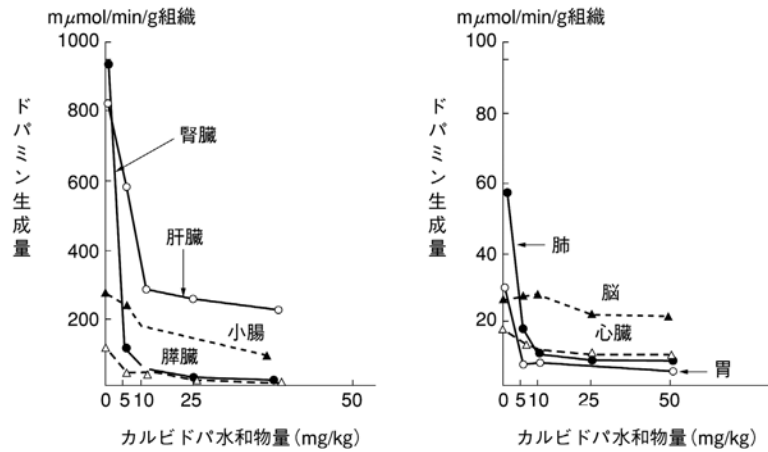 mμmol/min/g組織
ドパミン生成量
1000
800
600
400
200
腎臓
肝臓
小腸
膵臓
0 5 10 25 50
カルビドパ水和物量(mg/kg)
mμmol/min/g組織
ドパミン生成量
100
80
60
40
20
肺
脳
心臓
胃
0 5 10 25 50
カルビドパ水和物量(mg/kg)